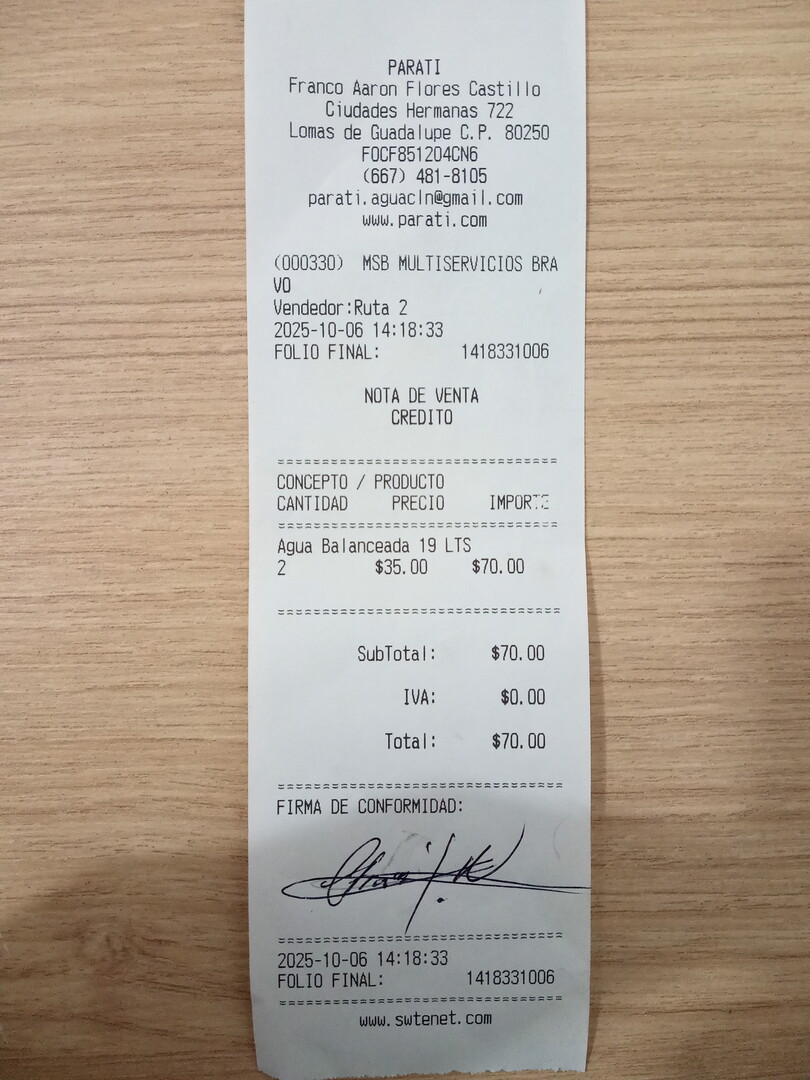 PARATI
Franco Aaron Flores Castillo
Ciudades Hermanas 722
Lomas de Guadalupe C.P. 80250
FOCF851204CN6
(667) 481-8105
parati.aguacln@gmail.com
www.parati.com
(000330) MSB MULTISERVICIOS BRA
VO
Vendedor:Ruta 2
2025-10-06 14:18:33
FOLIO FINAL: 1418331006
NOTA DE VENTA
CREDITO
===============================
CONCEPTO / PRODUCTO
CANTIDAD PRECIO IMPORTE
===============================
Agua Balanceada 19 LTS
2 $35.00 $70.00
===============================
SubTotal: $70.00
IVA: $0.00
Total: $70.00
===============================
FIRMA DE CONFORMIDAD:
===============================
2025-10-06 14:18:33
FOLIO FINAL: 1418331006
===============================
www.swtenet.com